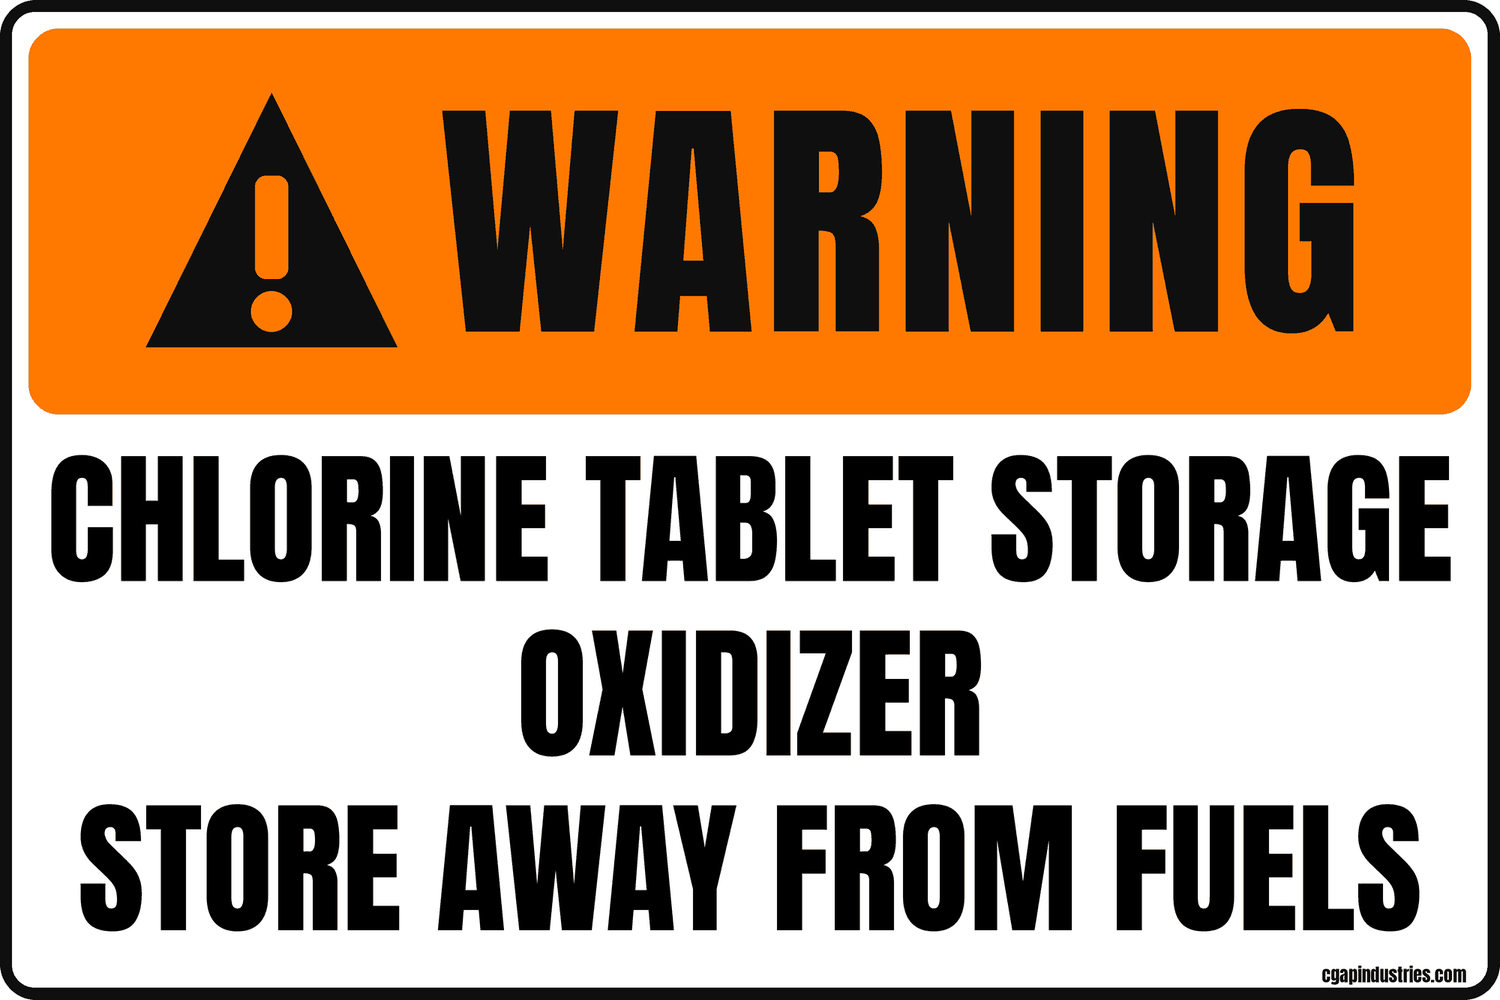 WARNING
CHLORINE TABLET STORAGE
OXIDIZER
STORE AWAY FROM FUELS
cgapindustries.com